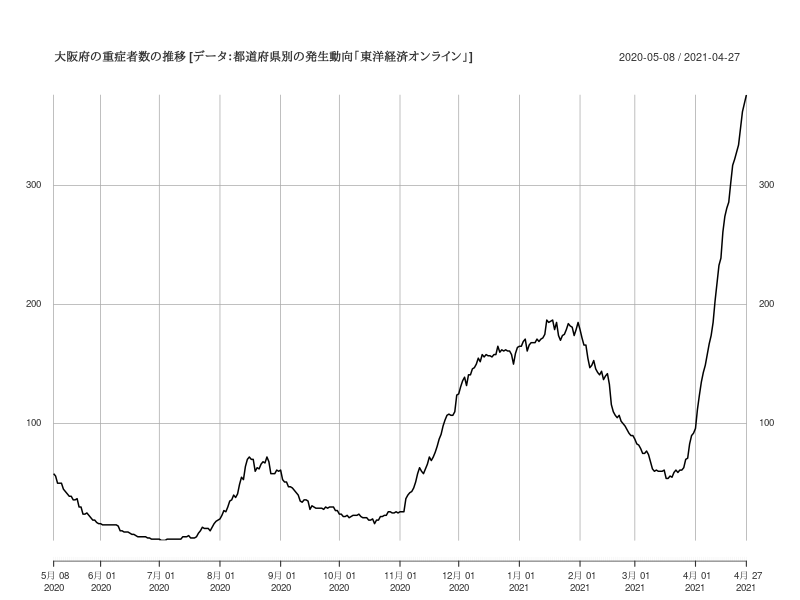 大阪府の重症者数の推移 [データ:都道府県別の発生動向「東洋経済オンライン」]
2020-05-08 / 2021-04-27
300
300
200
200
100
100
5月 08
2020
6月 01
2020
7月 01
2020
8月 01
2020
9月 01
2020
10月 01
2020
11月 01
2020
12月 01
2020
1月 01
2021
2月 01
2021
3月 01
2021
4月 01
2021
4月 27
2021